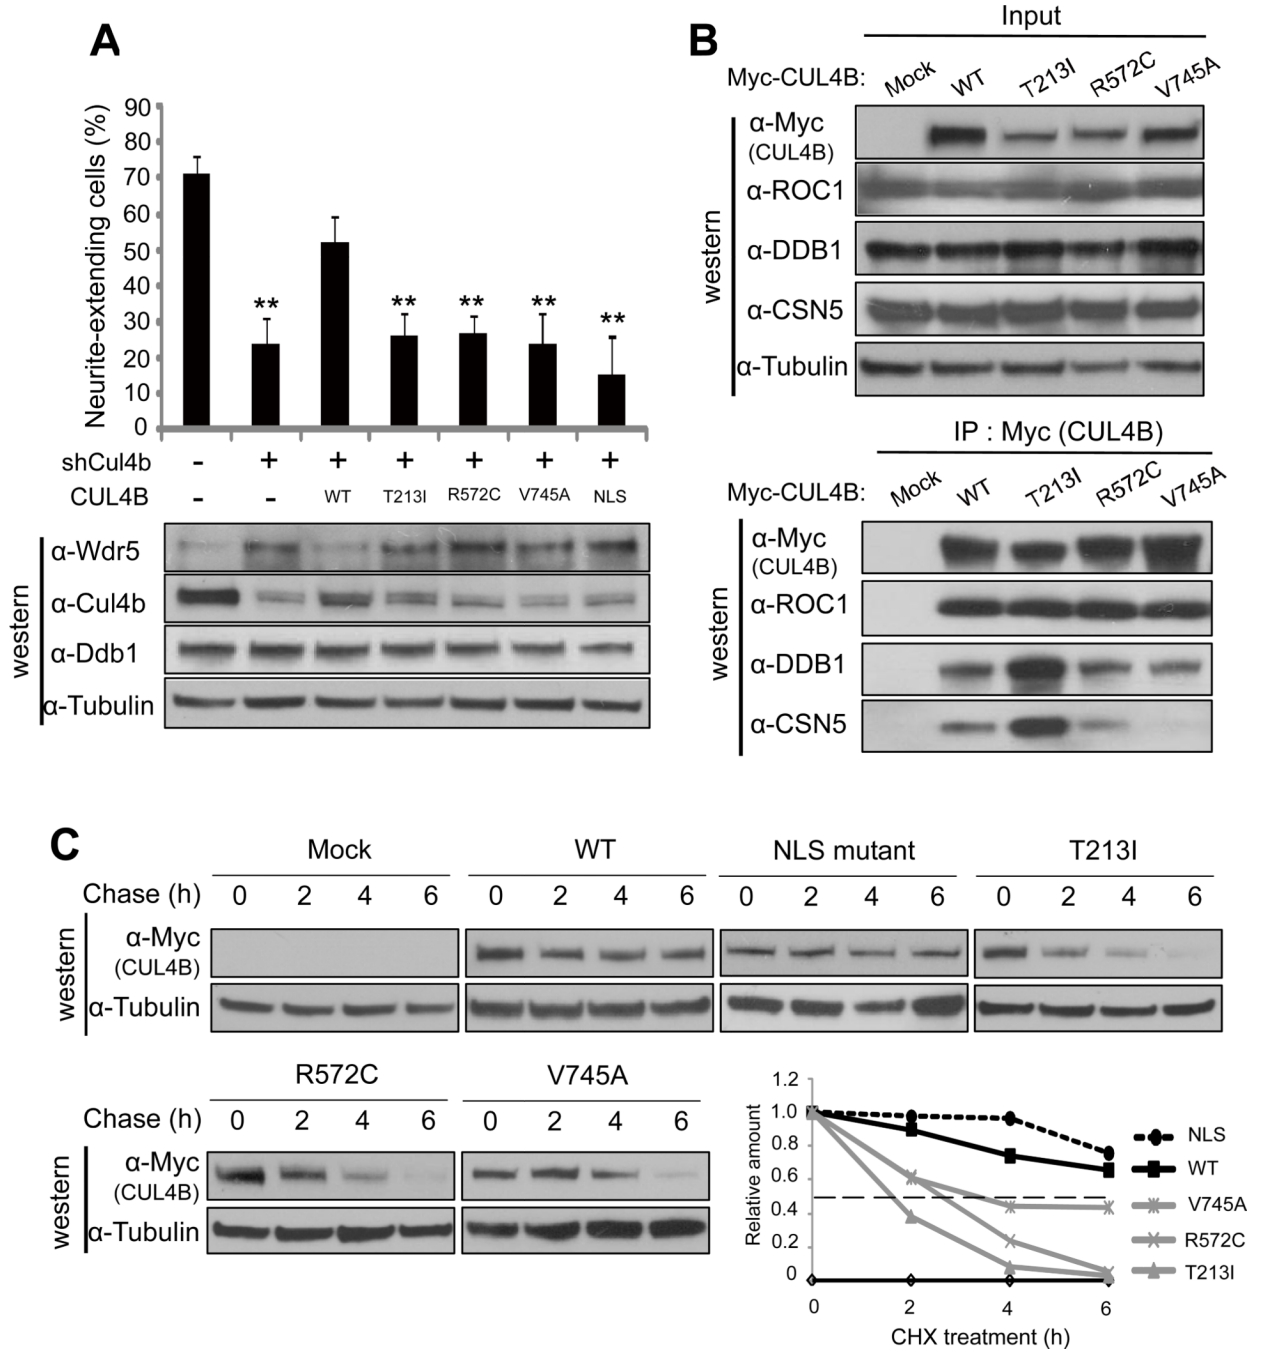 A
Neurite-extending cells (%)
90
80
70
60
50
40
30
20
10
0
** ** ** ** **
shCul4b - + + + + + +
CUL4B - - WT T213I R572C V745A NLS
western
α-Wdr5
α-Cul4b
α-Ddb1
α-Tubulin
B
Input
Myc-CUL4B: Mock WT T213I R572C V745A
western
α-Myc
(CUL4B)
α-ROC1
α-DDB1
α-CSN5
α-Tubulin
IP : Myc (CUL4B)
Myc-CUL4B: Mock WT T213I R572C V745A
western
α-Myc
(CUL4B)
α-ROC1
α-DDB1
α-CSN5
C
Mock WT NLS mutant T213I
Chase (h) 0 2 4 6 0 2 4 6 0 2 4 6 0 2 4 6
western
α-Myc
(CUL4B)
α-Tubulin
R572C V745A
Chase (h) 0 2 4 6 0 2 4 6
western
α-Myc
(CUL4B)
α-Tubulin
Relative amount
1.2
1.0
0.8
0.6
0.4
0.2
0
0 2 4 6
CHX treatment (h)
NLS
WT
V745A
R572C
T213I